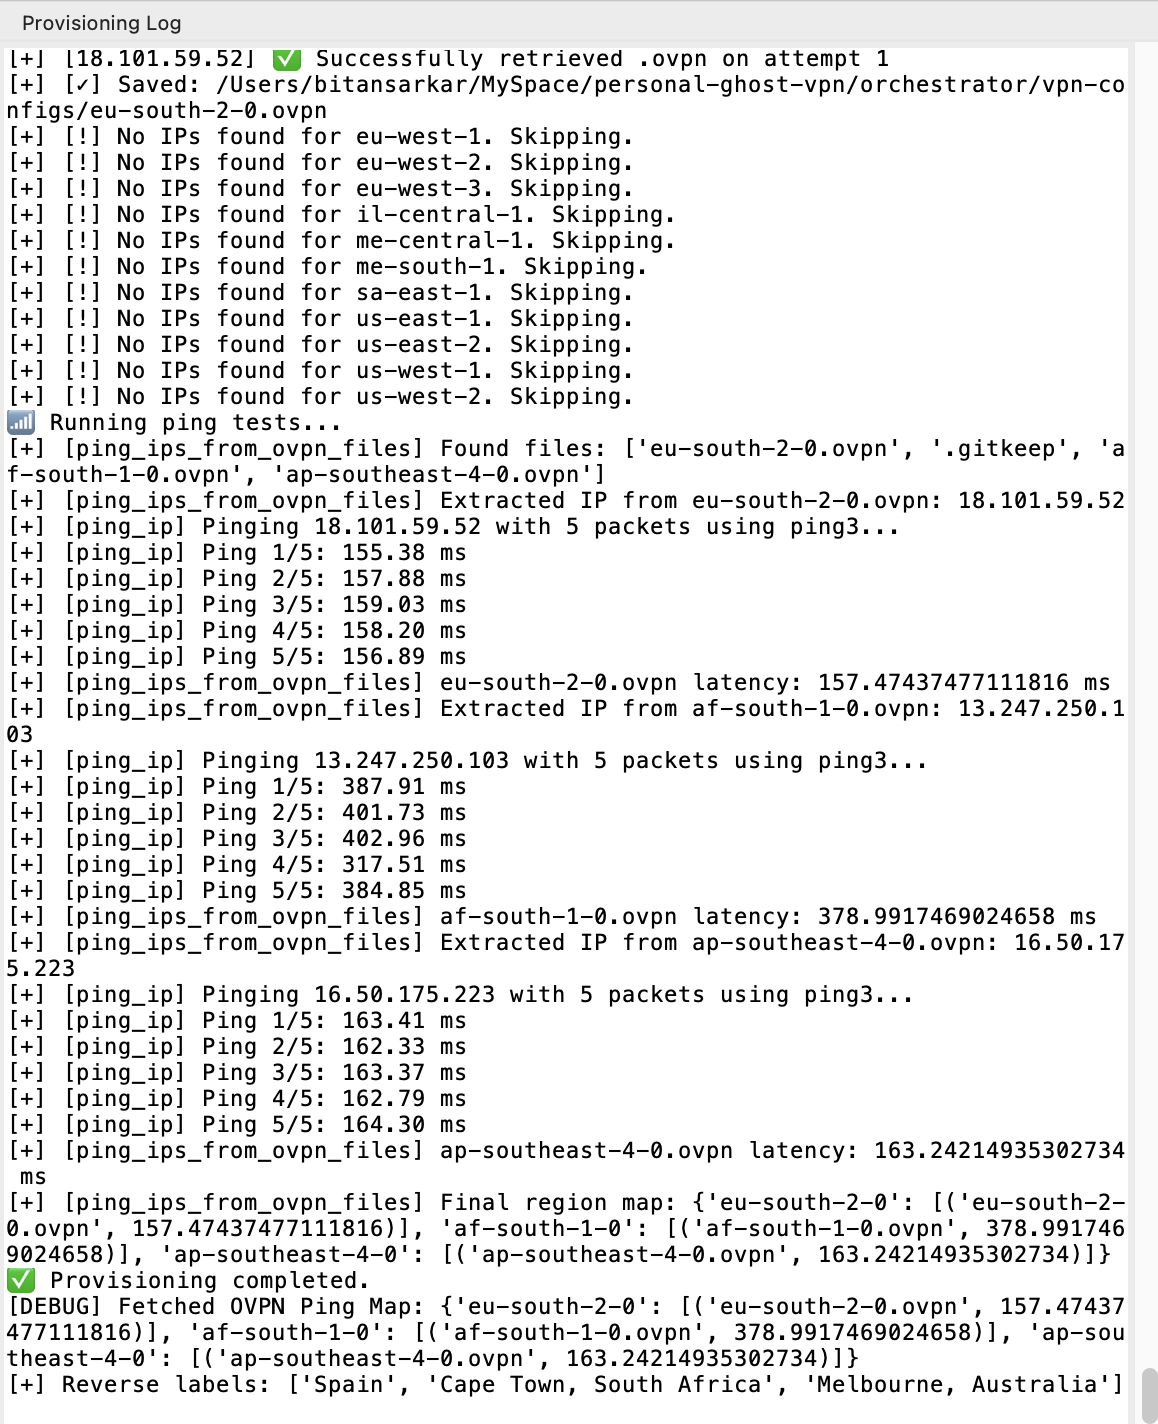 Provisioning Log
[+] [18.101.59.52] ✅ Successfully retrieved .ovpn on attempt 1
[+] [✓] Saved: /Users/bitansarkar/MySpace/personal-ghost-vpn/orchestrator/vpn-co
nfigs/eu-south-2-0.ovpn
[+] [!] No IPs found for eu-west-1. Skipping.
[+] [!] No IPs found for eu-west-2. Skipping.
[+] [!] No IPs found for eu-west-3. Skipping.
[+] [!] No IPs found for il-central-1. Skipping.
[+] [!] No IPs found for me-central-1. Skipping.
[+] [!] No IPs found for me-south-1. Skipping.
[+] [!] No IPs found for sa-east-1. Skipping.
[+] [!] No IPs found for us-east-1. Skipping.
[+] [!] No IPs found for us-east-2. Skipping.
[+] [!] No IPs found for us-west-1. Skipping.
[+] [!] No IPs found for us-west-2. Skipping.
📶 Running ping tests...
[+] [ping_ips_from_ovpn_files] Found files: ['eu-south-2-0.ovpn', '.gitkeep', 'a
f-south-1-0.ovpn', 'ap-southeast-4-0.ovpn']
[+] [ping_ips_from_ovpn_files] Extracted IP from eu-south-2-0.ovpn: 18.101.59.52
[+] [ping_ip] Pinging 18.101.59.52 with 5 packets using ping3...
[+] [ping_ip] Ping 1/5: 155.38 ms
[+] [ping_ip] Ping 2/5: 157.88 ms
[+] [ping_ip] Ping 3/5: 159.03 ms
[+] [ping_ip] Ping 4/5: 158.20 ms
[+] [ping_ip] Ping 5/5: 156.89 ms
[+] [ping_ips_from_ovpn_files] eu-south-2-0.ovpn latency: 157.47437477111816 ms
[+] [ping_ips_from_ovpn_files] Extracted IP from af-south-1-0.ovpn: 13.247.250.1
03
[+] [ping_ip] Pinging 13.247.250.103 with 5 packets using ping3...
[+] [ping_ip] Ping 1/5: 387.91 ms
[+] [ping_ip] Ping 2/5: 401.73 ms
[+] [ping_ip] Ping 3/5: 402.96 ms
[+] [ping_ip] Ping 4/5: 317.51 ms
[+] [ping_ip] Ping 5/5: 384.85 ms
[+] [ping_ips_from_ovpn_files] af-south-1-0.ovpn latency: 378.9917469024658 ms
[+] [ping_ips_from_ovpn_files] Extracted IP from ap-southeast-4-0.ovpn: 16.50.17
5.223
[+] [ping_ip] Pinging 16.50.175.223 with 5 packets using ping3...
[+] [ping_ip] Ping 1/5: 163.41 ms
[+] [ping_ip] Ping 2/5: 162.33 ms
[+] [ping_ip] Ping 3/5: 163.37 ms
[+] [ping_ip] Ping 4/5: 162.79 ms
[+] [ping_ip] Ping 5/5: 164.30 ms
[+] [ping_ips_from_ovpn_files] ap-southeast-4-0.ovpn latency: 163.24214935302734
 ms
[+] [ping_ips_from_ovpn_files] Final region map: {'eu-south-2-0': [('eu-south-2-
0.ovpn', 157.47437477111816)], 'af-south-1-0': [('af-south-1-0.ovpn', 378.991746
9024658)], 'ap-southeast-4-0': [('ap-southeast-4-0.ovpn', 163.24214935302734)]}
✅ Provisioning completed.
[DEBUG] Fetched OVPN Ping Map: {'eu-south-2-0': [('eu-south-2-0.ovpn', 157.47437
477111816)], 'af-south-1-0': [('af-south-1-0.ovpn', 378.9917469024658)], 'ap-sou
theast-4-0': [('ap-southeast-4-0.ovpn', 163.24214935302734)]}
[+] Reverse labels: ['Spain', 'Cape Town, South Africa', 'Melbourne, Australia']